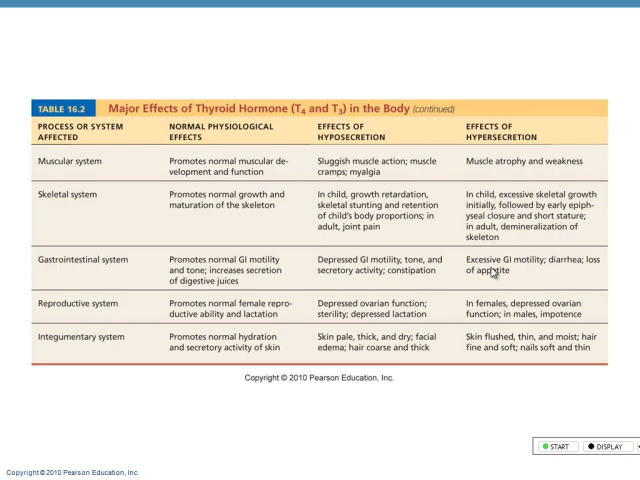 TABLE 16.2 Major Effects of Thyroid Hormone (T4 and T3) in the Body (continued)
PROCESS OR SYSTEM AFFECTED
NORMAL PHYSIOLOGICAL EFFECTS
EFFECTS OF HYPOSECRETION
EFFECTS OF HYPERSECRETION
Muscular system
Promotes normal muscular de-
velopment and function
Sluggish muscle action; muscle
cramps; myalgia
Muscle atrophy and weakness
Skeletal system
Promotes normal growth and
maturation of the skeleton
In child, growth retardation,
skeletal stunting and retention
of child's body proportions; in
adult, joint pain
In child, excessive skeletal growth
initially, followed by early epiph-
yseal closure and short stature;
in adult, demineralization of
skeleton
Gastrointestinal system
Promotes normal GI motility
and tone; increases secretion
of digestive juices
Depressed GI motility, tone, and
secretory activity; constipation
Excessive GI motility; diarrhea; loss
of appetite
Reproductive system
Promotes normal female repro-
ductive ability and lactation
Depressed ovarian function;
sterility; depressed lactation
In females, depressed ovarian
function; in males, impotence
Integumentary system
Promotes normal hydration
and secretory activity of skin
Skin pale, thick, and dry; facial
edema; hair coarse and thick
Skin flushed, thin, and moist; hair
fine and soft; nails soft and thin
Copyright © 2010 Pearson Education, Inc.
START DISPLAY
Copyright © 2010 Pearson Education, Inc.